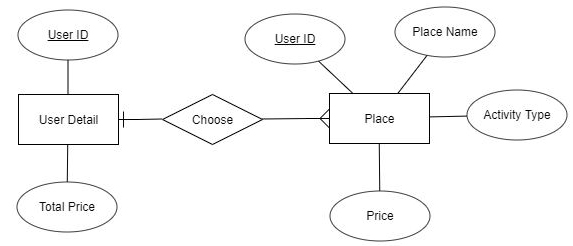 User ID
User ID
Place Name
User Detail
Choose
Place
Activity Type
Total Price
Price